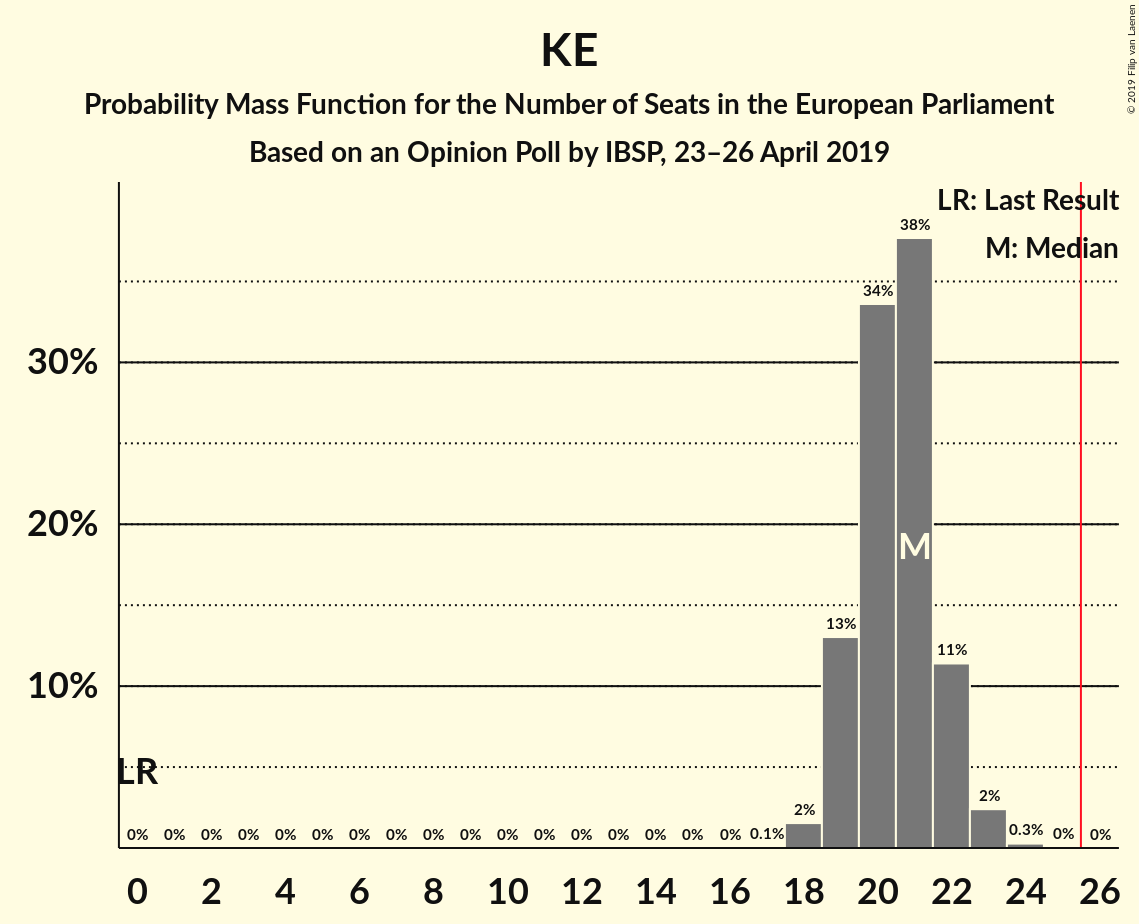 KE
Probability Mass Function for the Number of Seats in the European Parliament
Based on an Opinion Poll by IBSP, 23–26 April 2019
© 2019 Filip van Laenen
LR: Last Result
M: Median
38%
34%
30%
20%
M
13%
11%
10%
LR
0% 0% 0% 0% 0% 0% 0% 0% 0% 0% 0% 0% 0% 0% 0% 0% 0% 0.1% 2% 2% 0.3% 0% 0%
0 2 4 6 8 10 12 14 16 18 20 22 24 26